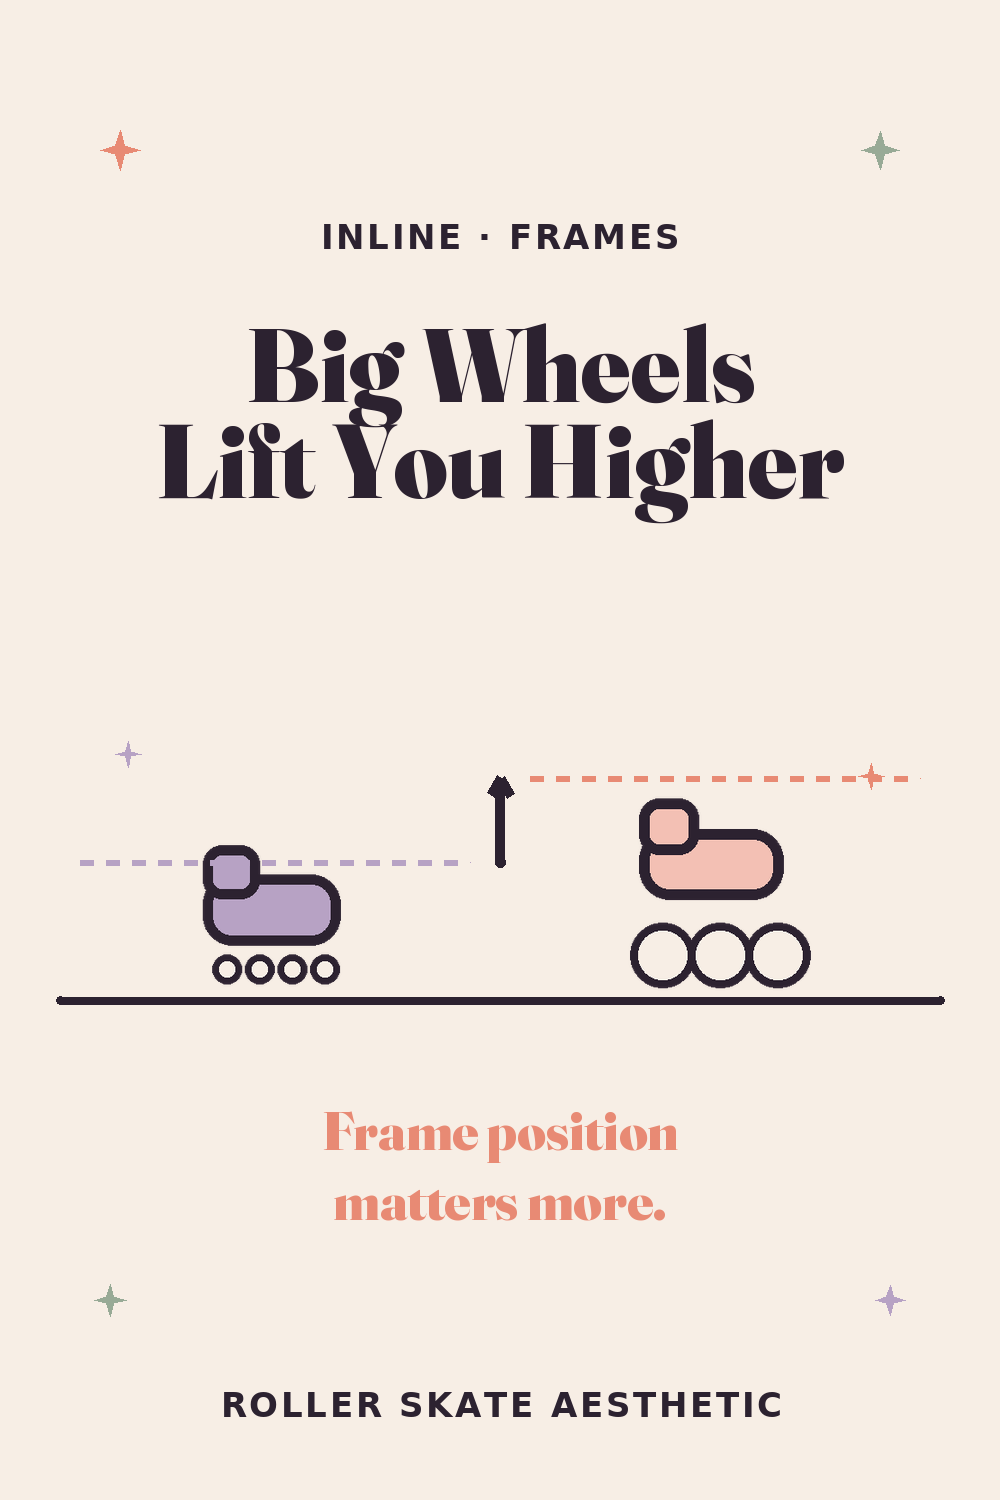 INLINE · FRAMES
Big Wheels
Lift You Higher
Frame position
matters more.
ROLLER SKATE AESTHETIC